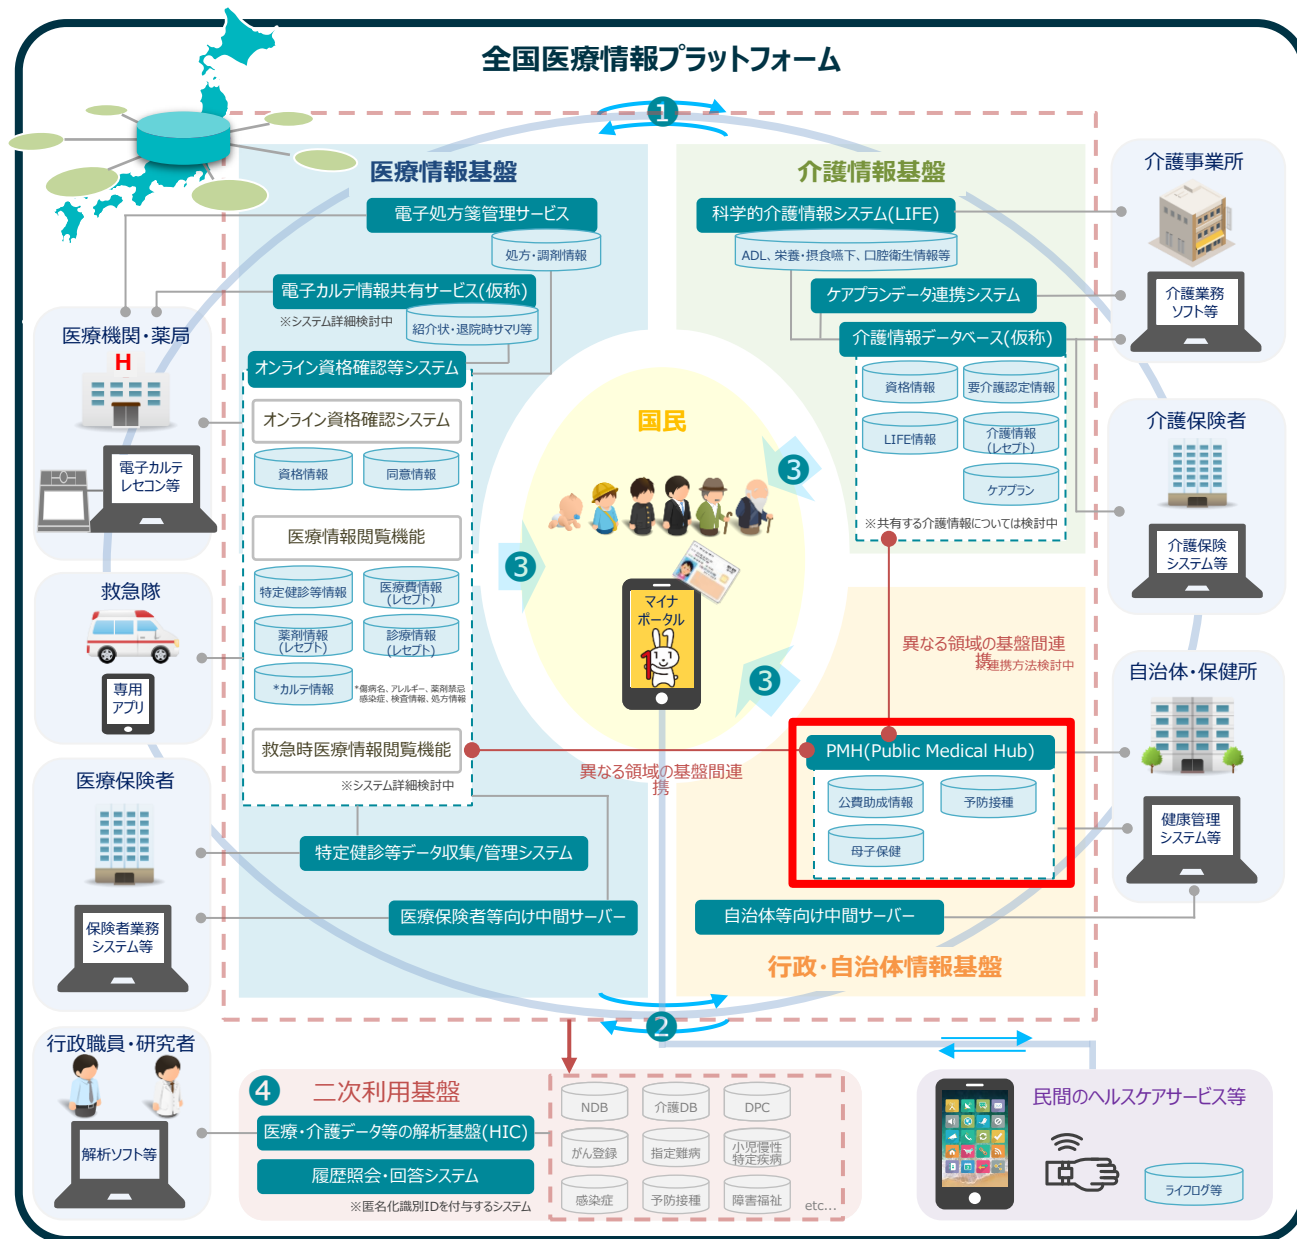 全国医療情報プラットフォーム
1
医療情報基盤
電子処方箋管理サービス
処方・調剤情報
電子カルテ情報共有サービス(仮称)
※システム詳細検討中
紹介状・退院時サマリ等
オンライン資格確認等システム
オンライン資格確認システム
資格情報
同意情報
医療情報閲覧機能
特定健診等情報
医療費情報
(レセプト)
薬剤情報
(レセプト)
診療情報
(レセプト)
*カルテ情報
*傷病名、アレルギー、薬剤禁忌
感染症、検査情報、処方情報
救急時医療情報閲覧機能
※システム詳細検討中
特定健診等データ収集/管理システム
医療保険者等向け中間サーバー
介護情報基盤
科学的介護情報システム(LIFE)
ADL、栄養・摂食嚥下、口腔衛生情報等
ケアプランデータ連携システム
介護情報データベース(仮称)
資格情報
要介護認定情報
LIFE情報
介護情報
(レセプト)
ケアプラン
※共有する介護情報については検討中
国民
3
3
3
マイナ
ポータル
1
異なる領域の基盤間連
携
※連携方法検討中
異なる領域の基盤間連
携
PMH(Public Medical Hub)
公費助成情報
予防接種
母子保健
自治体等向け中間サーバー
行政・自治体情報基盤
2
医療機関・薬局
H
電子カルテ
レセコン等
救急隊
専用
アプリ
医療保険者
保険者業務
システム等
行政職員・研究者
解析ソフト等
介護事業所
介護業務
ソフト等
介護保険者
介護保険
システム等
自治体・保健所
健康管理
システム等
4
二次利用基盤
医療・介護データ等の解析基盤(HIC)
履歴照会・回答システム
※匿名化識別IDを付与するシステム
NDB
介護DB
DPC
がん登録
指定難病
小児慢性
特定疾病
感染症
予防接種
障害福祉
etc...
民間のヘルスケアサービス等
ライフログ等